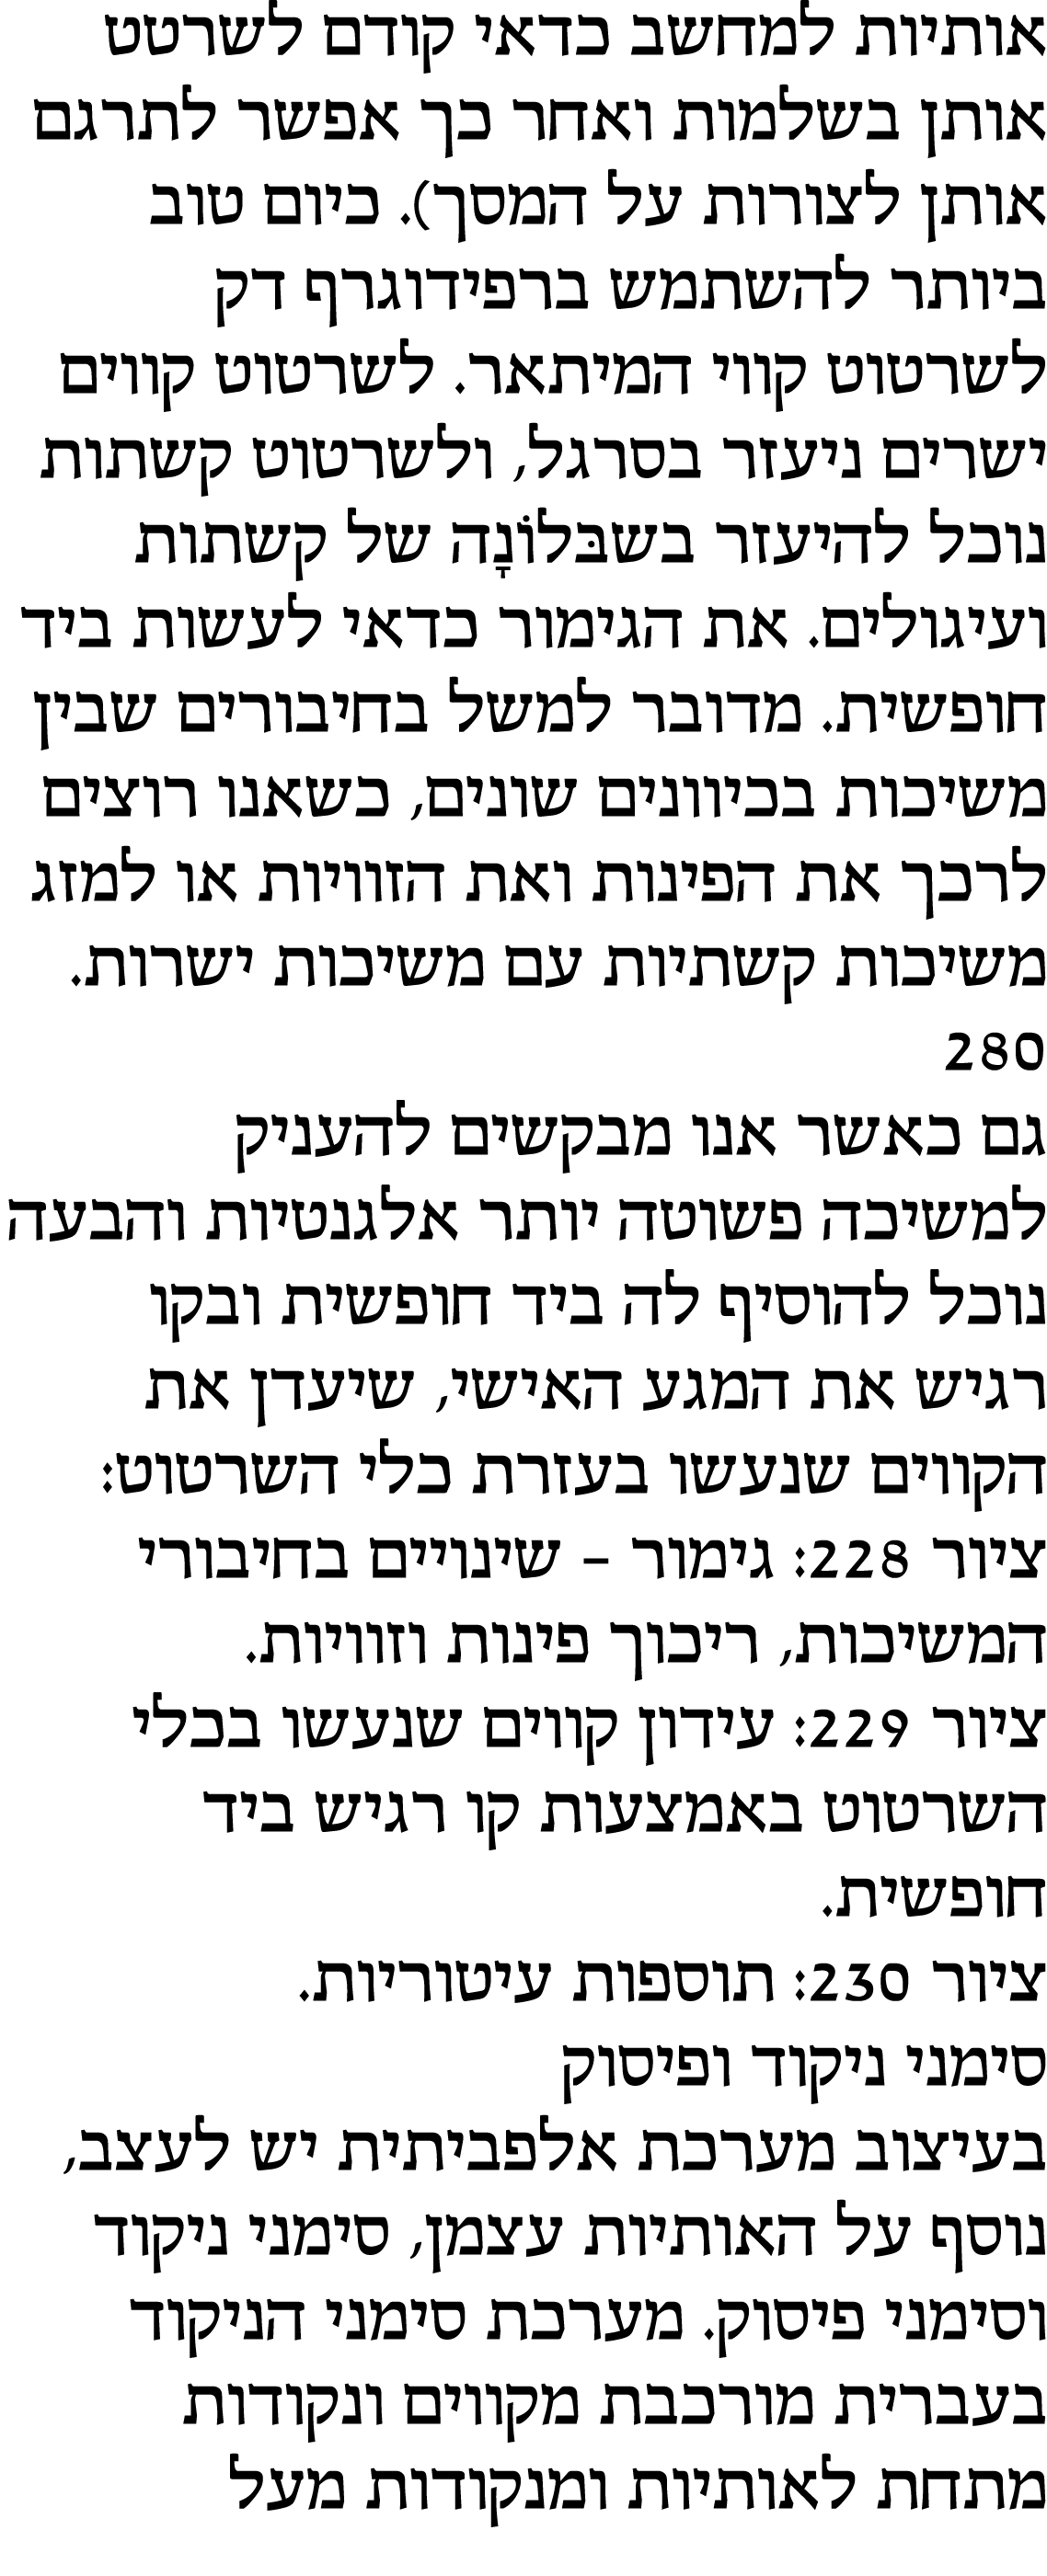 אותיות למחשב כדאי קודם לשרטט
אותן בשלמות ואחר כך אפשר לתרגם
אותן לצורות על המסך). כיום טוב
ביותר להשתמש ברפידוגרף דק
לשרטוט קווי המיתאר. לשרטוט קווים
ישרים ניעזר בסרגל, ולשרטוט קשתות
נוכל להיעזר בשבּלוֹנָה של קשתות
ועיגולים. את הגימור כדאי לעשות ביד
חופשית. מדובר למשל בחיבורים שבין
משיכות בכיוונים שונים, כשאנו רוצים
לרכך את הפינות ואת הזוויות או למזג
משיכות קשתיות עם משיכות ישרות.
280
גם כאשר אנו מבקשים להעניק
למשיכה פשוטה יותר אלגנטיות והבעה
נוכל להוסיף לה ביד חופשית ובקו
רגיש את המגע האישי, שיעדן את
הקווים שנעשו בעזרת כלי השרטוט:
ציור 228: גימור – שינויים בחיבורי
המשיכות, ריכוך פינות וזוויות.
ציור 229: עידון קווים שנעשו בכלי
השרטוט באמצעות קו רגיש ביד
חופשית.
ציור 230: תוספות עיטוריות.
סימני ניקוד ופיסוק
בעיצוב מערכת אלפביתית יש לעצב,
נוסף על האותיות עצמן, סימני ניקוד
וסימני פיסוק. מערכת סימני הניקוד
בעברית מורכבת מקווים ונקודות
מתחת לאותיות ומנקודות מעל